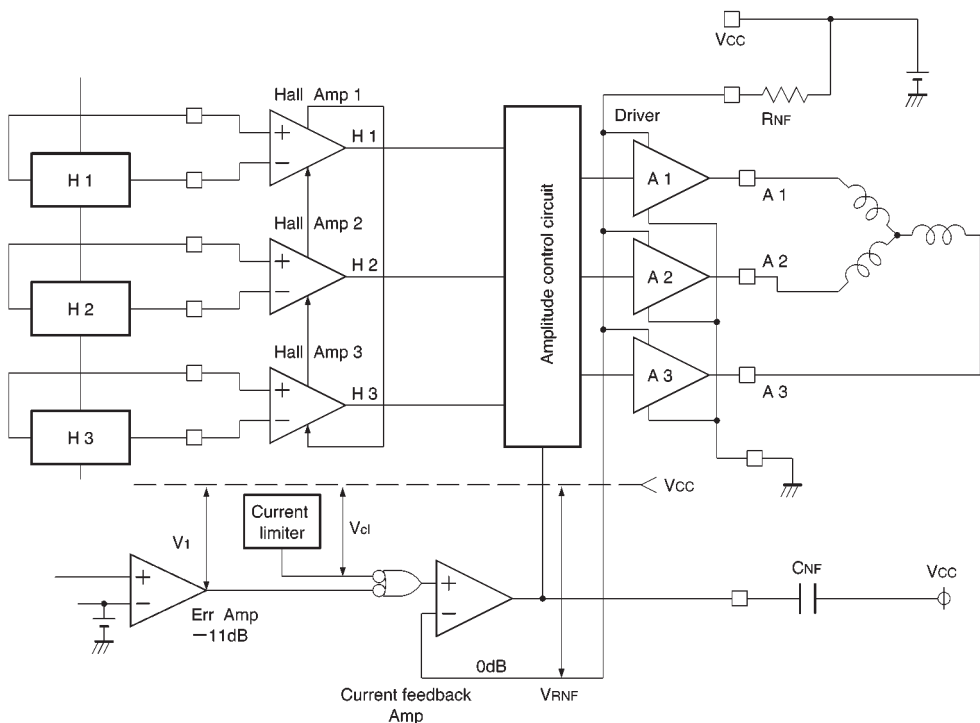 Vcc
RNF
Hall Amp 1
Driver
H 1
H 1
A 1
A 1
Hall Amp 2
H 2
H 2
A 2
A 2
Amplitude control circuit
Hall Amp 3
H 3
H 3
A 3
A 3
Vcc
Current
limiter
Vcl
V1
Err Amp
−11dB
0dB
Current feedback
Amp
VRNF
CNF
Vcc
+
−
+
−
+
−
+
−
+
−